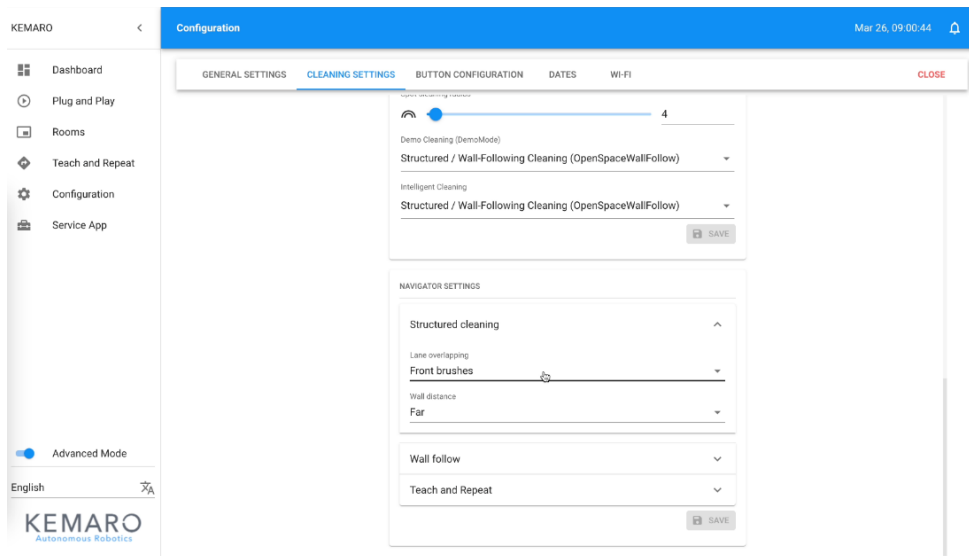 KEMARO
Configuration
Mar 26, 09:00:44
Dashboard
Plug and Play
Rooms
Teach and Repeat
Configuration
Service App
Advanced Mode
English
KEMARO
Autonomous Robotics
GENERAL SETTINGS
CLEANING SETTINGS
BUTTON CONFIGURATION
DATES
WI-FI
CLOSE
4
Demo Cleaning (DemoMode)
Structured / Wall-Following Cleaning (OpenSpaceWallFollow)
Intelligent Cleaning
Structured / Wall-Following Cleaning (OpenSpaceWallFollow)
SAVE
NAVIGATOR SETTINGS
Structured cleaning
Lane overlapping
Front brushes
Wall distance
Far
Wall follow
Teach and Repeat
SAVE